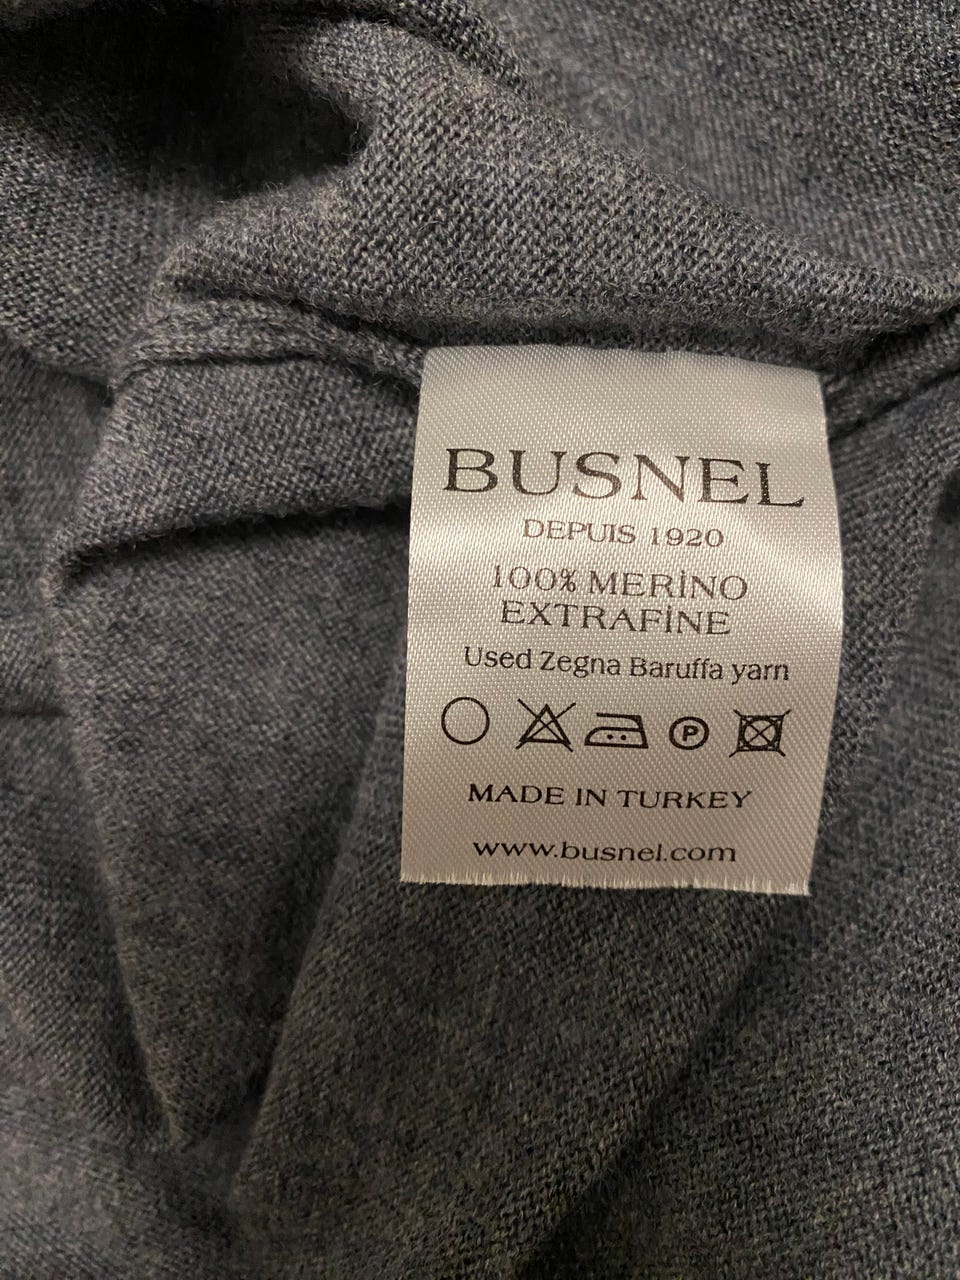 BUSNEL
DEPUIS 1920
100% MERİNO
EXTRAFİNE
Used Zegna Baruffa yarn
P
MADE IN TURKEY
www.busnel.com